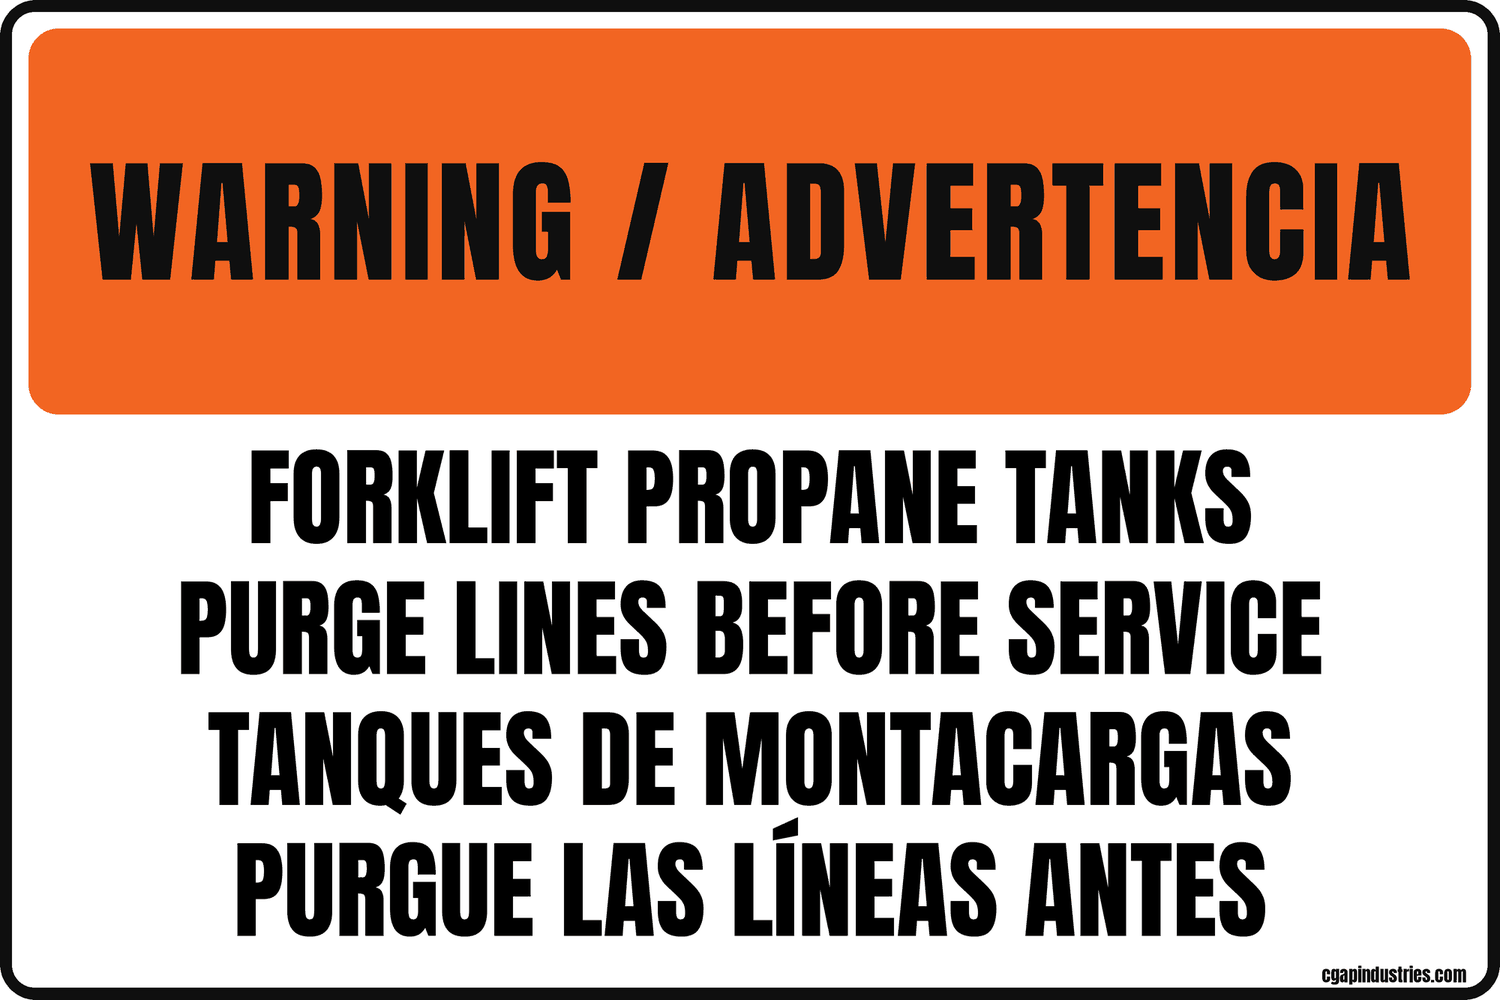 WARNING / ADVERTENCIA
FORKLIFT PROPANE TANKS
PURGE LINES BEFORE SERVICE
TANQUES DE MONTACARGAS
PURGUE LAS LÍNEAS ANTES
cgapindustries.com